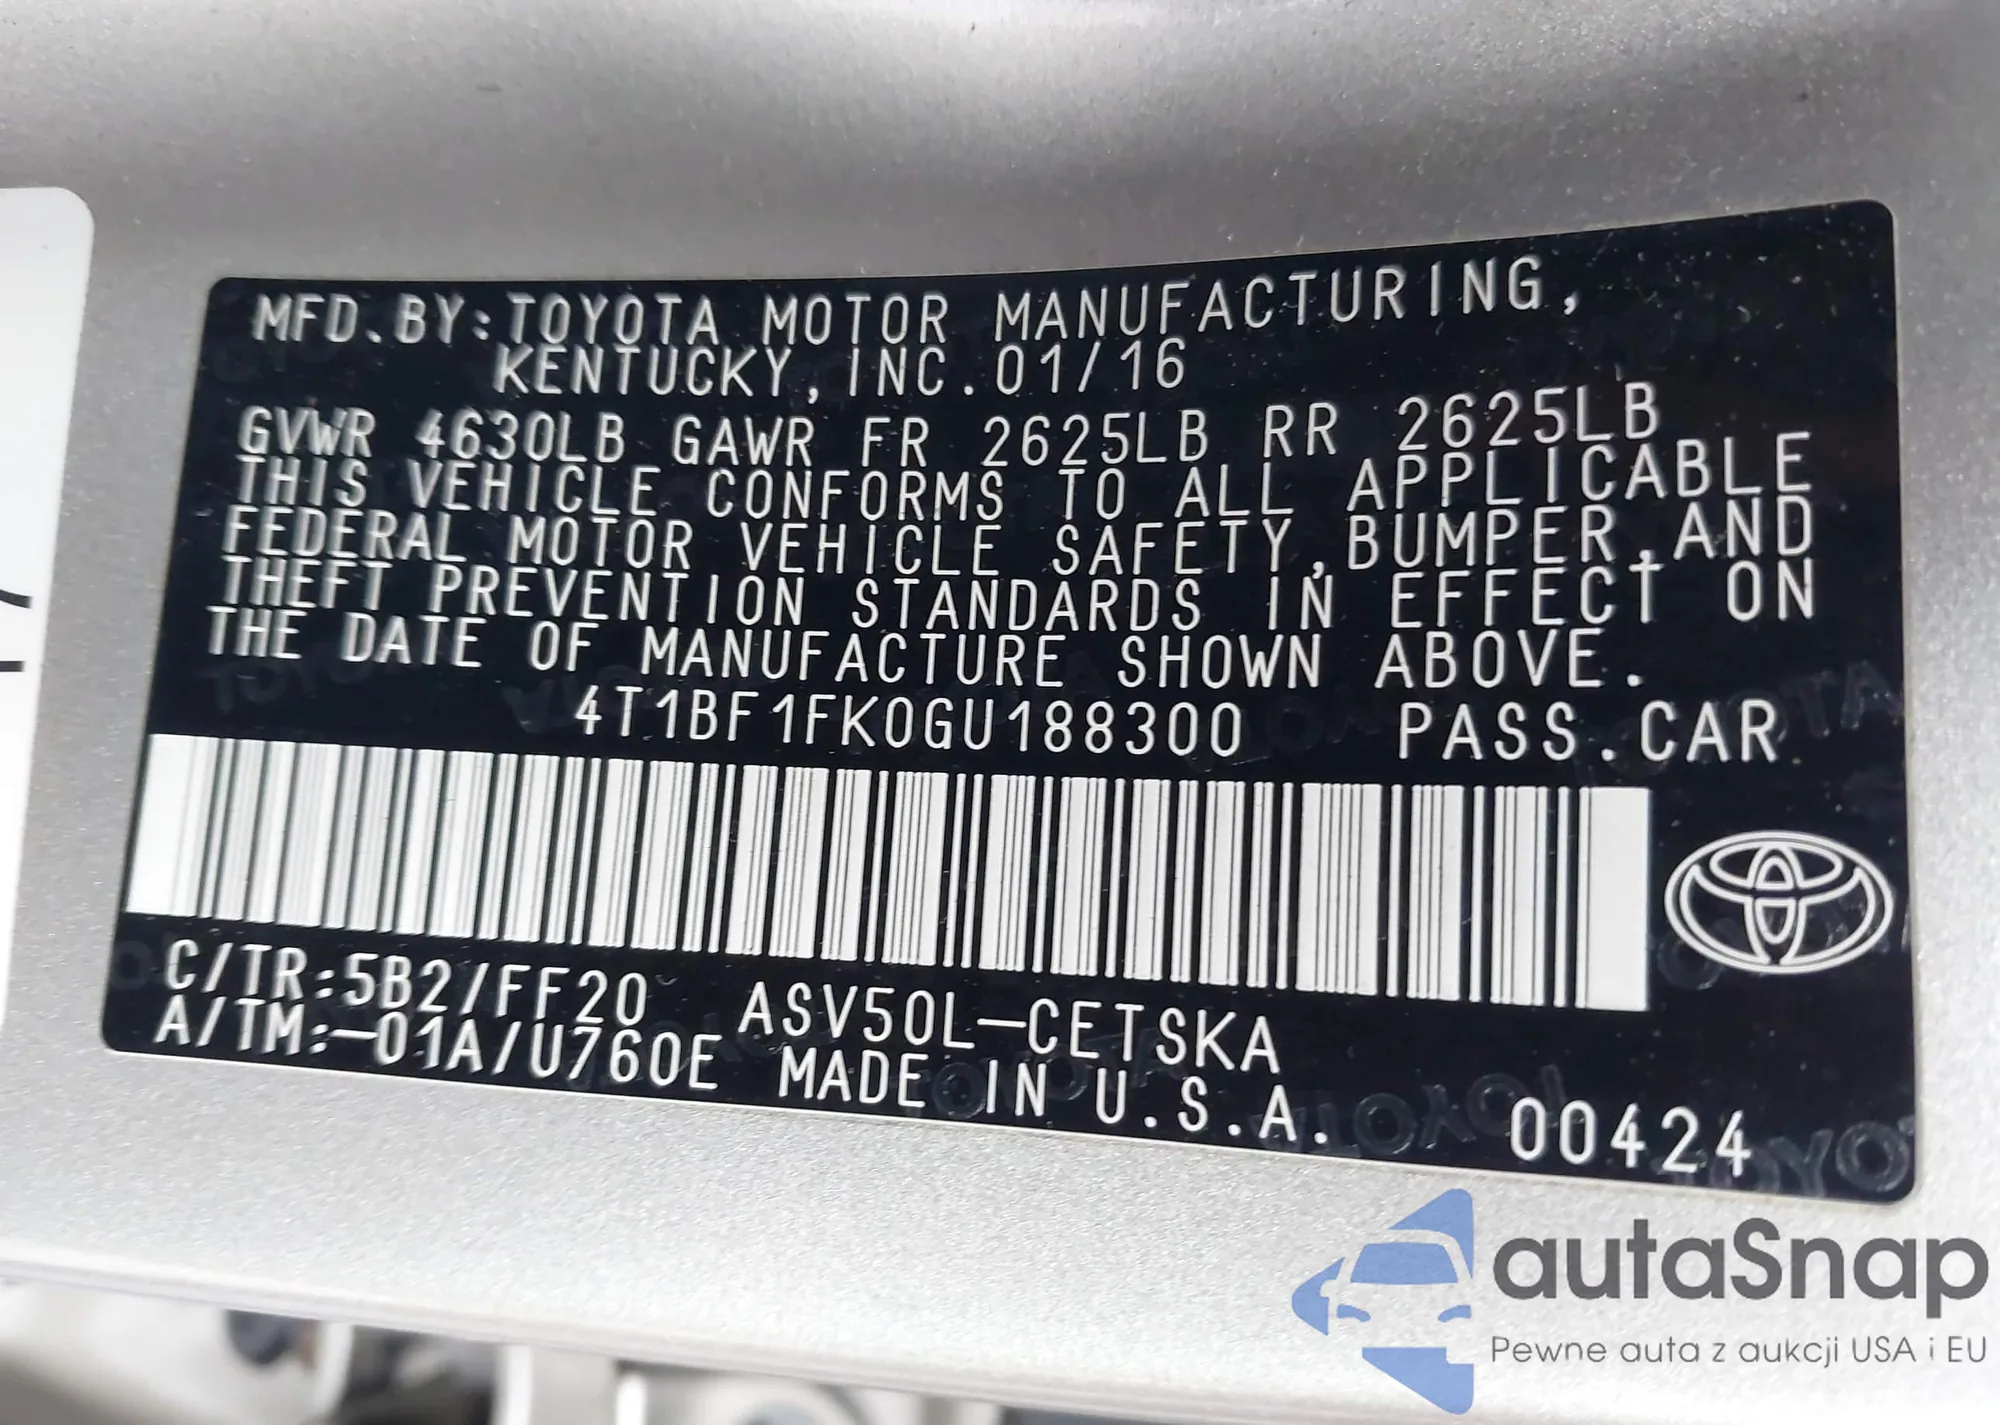 MFD.BY:TOYOTA MOTOR MANUFACTURING,
KENTUCKY,INC.01/16
GVWR 4630LB GAWR FR 2625LB RR 2625LB
THIS VEHICLE CONFORMS TO ALL APPLICABLE
FEDERAL MOTOR VEHICLE SAFETY,BUMPER,AND
THEFT PREVENTION STANDARDS IN EFFECT ON
THE DATE OF MANUFACTURE SHOWN ABOVE.
4T1BF1FK0GU188300 PASS.CAR
C/TR:5B2/FF20 ASV50L-CETSKA
A/TM:-01A/U760E MADE IN U.S.A.
00424
autaSnap
Pewne auta z aukcji USA i EU